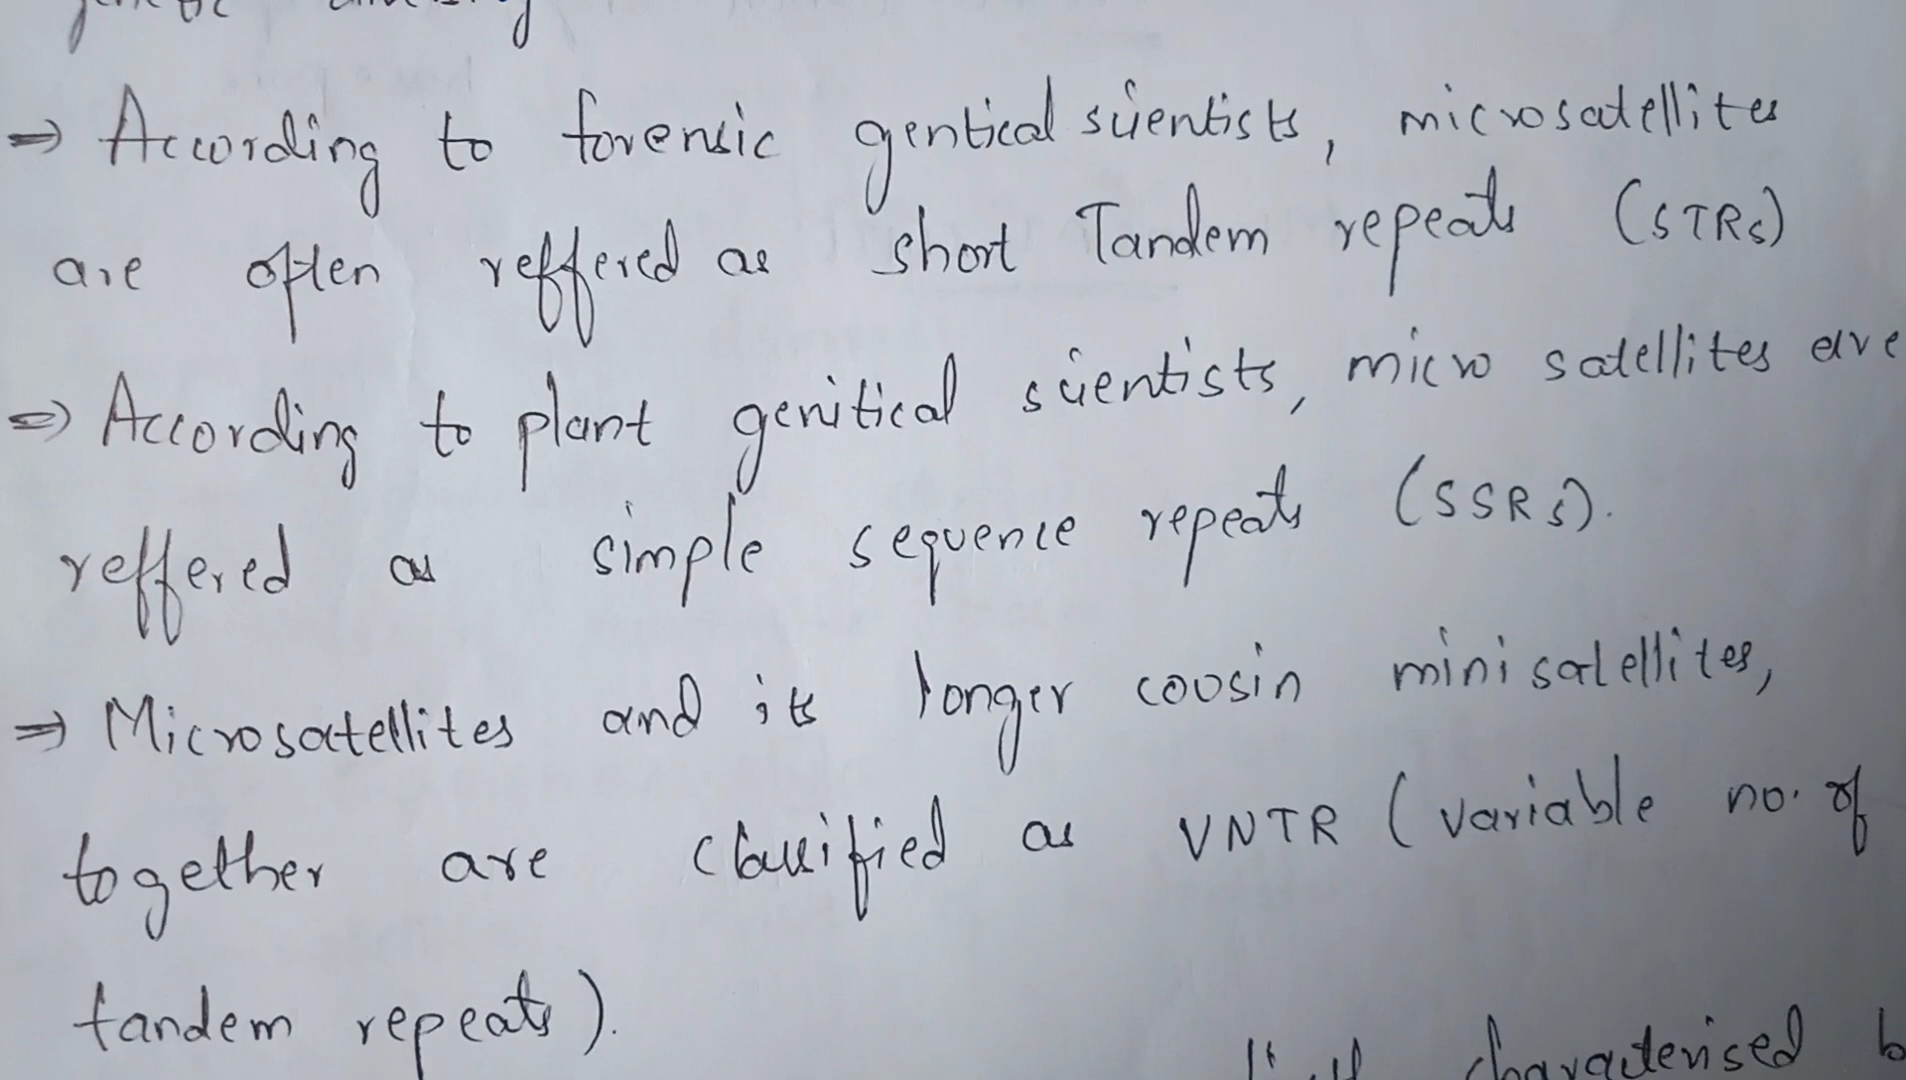 ⇒ According to forensic gentical scientists, microsatellites
are often reffered as short Tandem repeats (STRs)
⇒ According to plant genitical scientists, micro satellites are
reffered as simple sequence repeats (SSRs).
⇒ Microsatellites and its longer cousin minisatellites,
together are classified as VNTR (variable no. of
tandem repeats).
characterised b